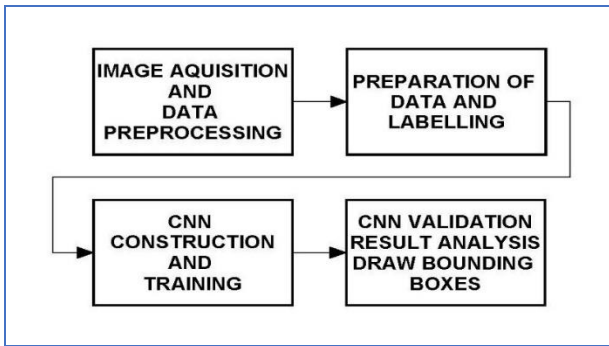 IMAGE AQUISITION
AND
DATA
PREPROCESSING
PREPARATION OF
DATA AND
LABELLING
CNN
CONSTRUCTION
AND
TRAINING
CNN VALIDATION
RESULT ANALYSIS
DRAW BOUNDING
BOXES